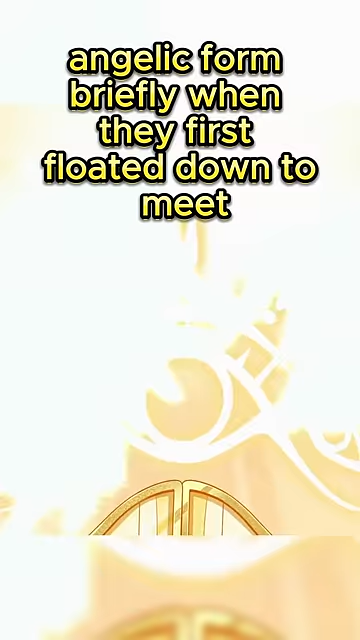 angelic form
briefly when
they first
floated down to
meet